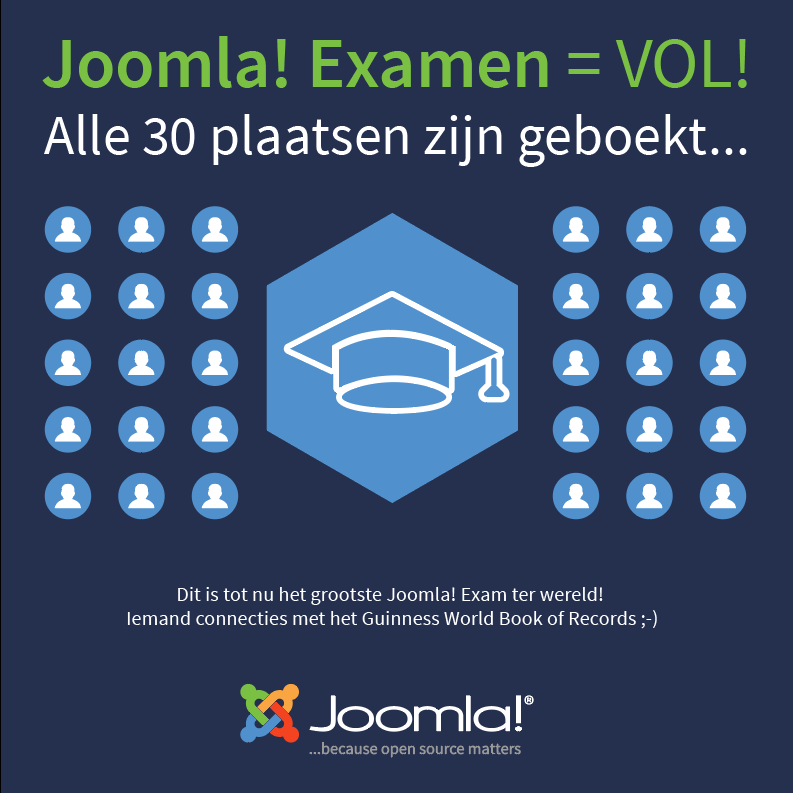 Joomla! Examen = VOL!
Alle 30 plaatsen zijn geboekt...
Dit is tot nu het grootste Joomla! Exam ter wereld!
Iemand connecties met het Guinness World Book of Records ;-)
Joomla!®
...because open source matters